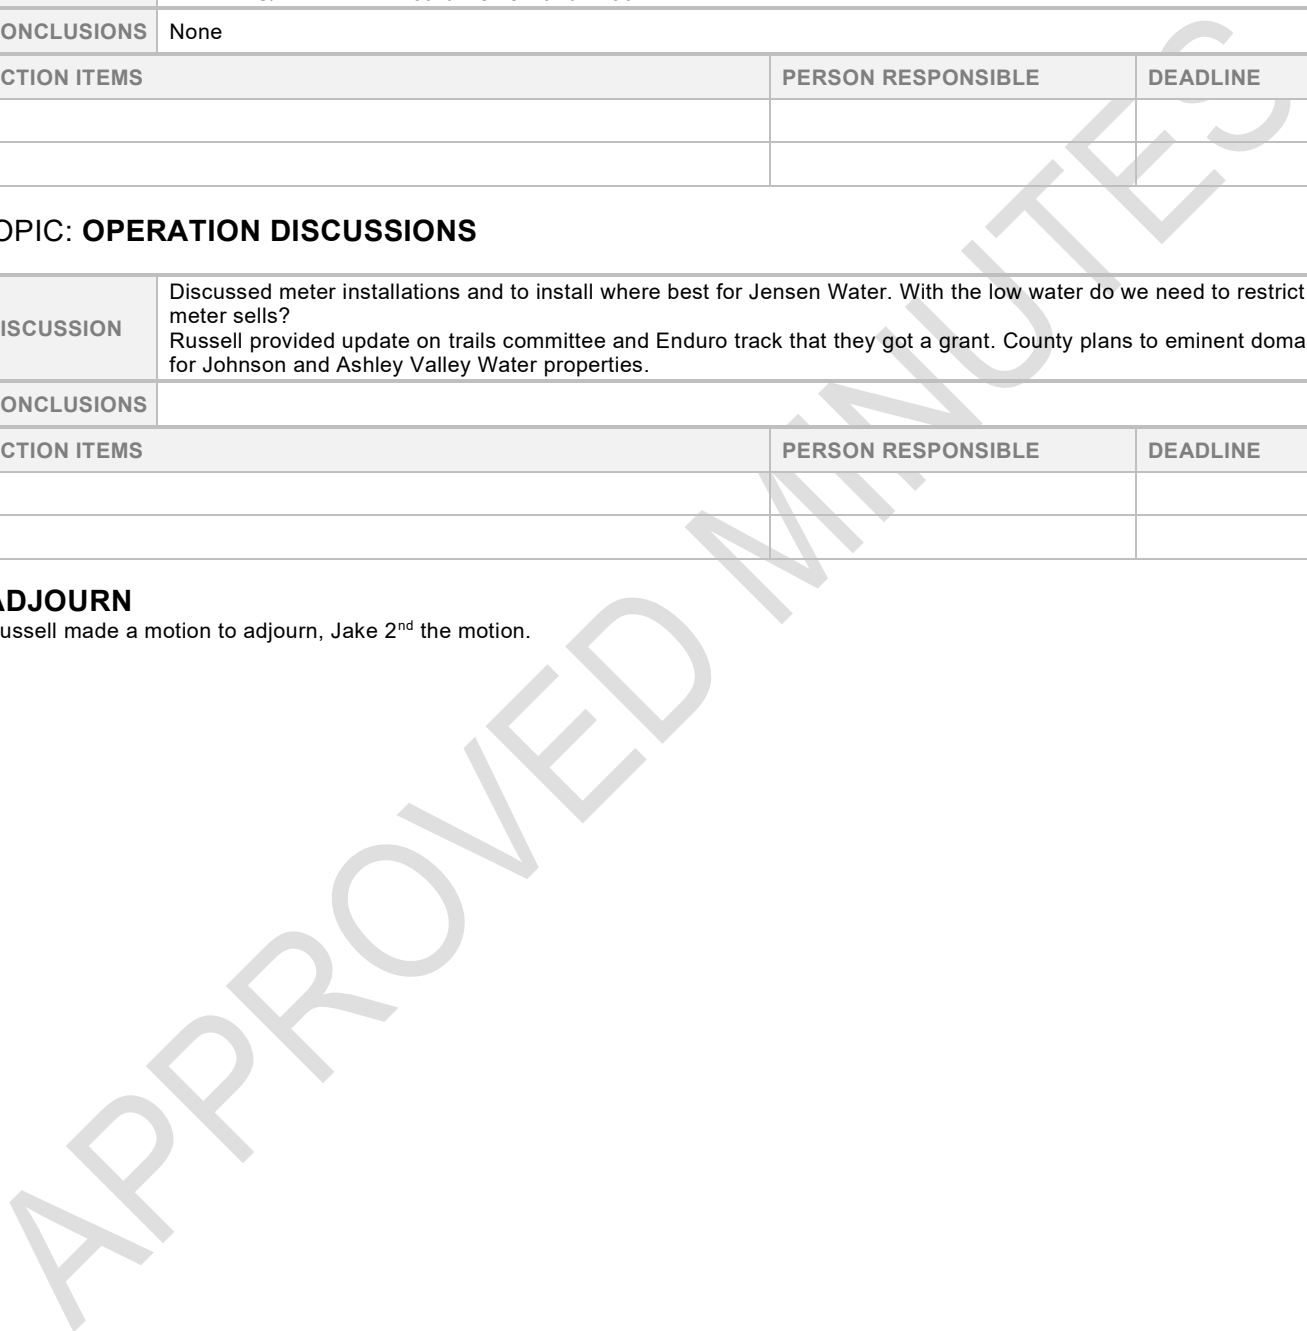 ONCLUSIONS None
CTION ITEMS PERSON RESPONSIBLE DEADLINE
OPIC: OPERATION DISCUSSIONS
Discussed meter installations and to install where best for Jensen Water. With the low water do we need to restrict
meter sells?
ISCUSSION
Russell provided update on trails committee and Enduro track that they got a grant. County plans to eminent doma
for Johnson and Ashley Valley Water properties.
ONCLUSIONS
CTION ITEMS PERSON RESPONSIBLE DEADLINE
ADJOURN
ussell made a motion to adjourn, Jake 2nd the motion.
APPROVED MINUTES